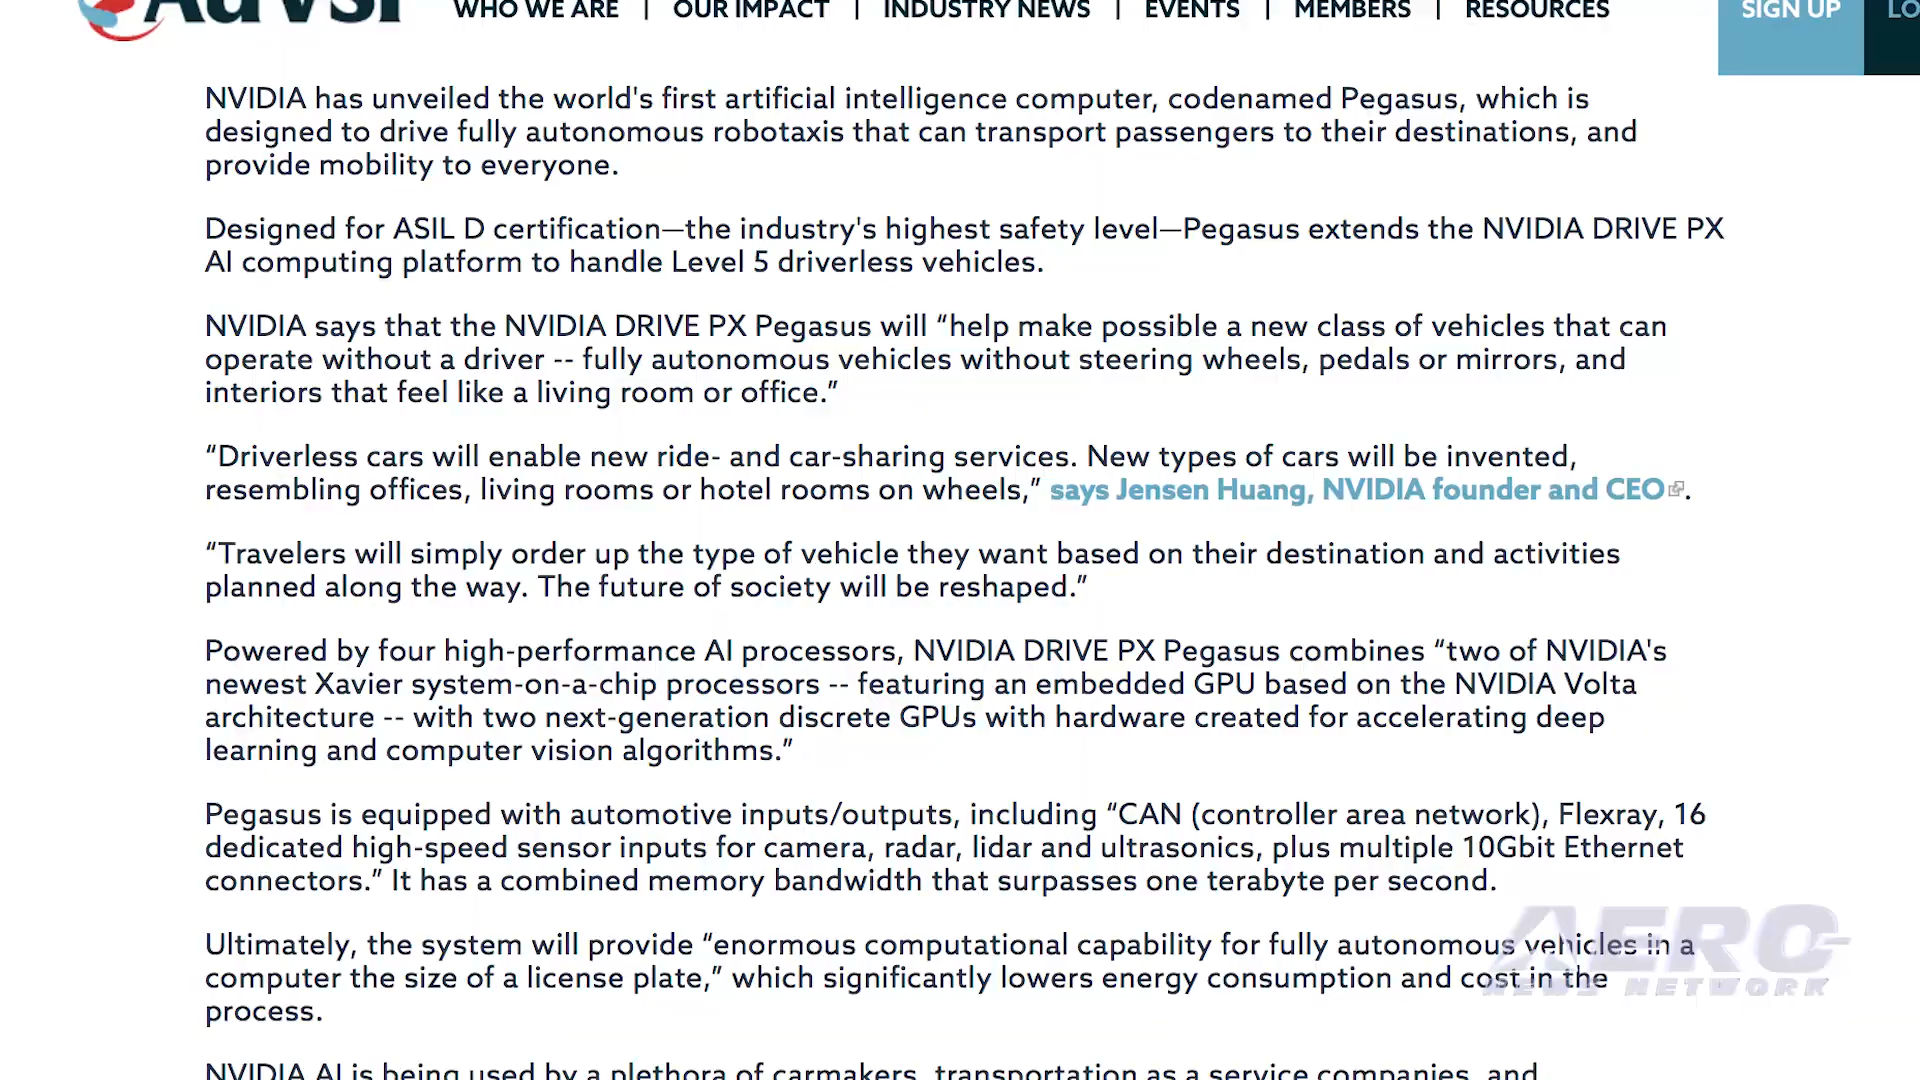 AUVSI
WHO WE ARE | OUR IMPACT | INDUSTRY NEWS | EVENTS | MEMBERS | RESOURCES
SIGN UP
LO
NVIDIA has unveiled the world's first artificial intelligence computer, codenamed Pegasus, which is
designed to drive fully autonomous robotaxis that can transport passengers to their destinations, and
provide mobility to everyone.
Designed for ASIL D certification—the industry's highest safety level—Pegasus extends the NVIDIA DRIVE PX
AI computing platform to handle Level 5 driverless vehicles.
NVIDIA says that the NVIDIA DRIVE PX Pegasus will “help make possible a new class of vehicles that can
operate without a driver -- fully autonomous vehicles without steering wheels, pedals or mirrors, and
interiors that feel like a living room or office.”
“Driverless cars will enable new ride- and car-sharing services. New types of cars will be invented,
resembling offices, living rooms or hotel rooms on wheels,” says Jensen Huang, NVIDIA founder and CEO.
“Travelers will simply order up the type of vehicle they want based on their destination and activities
planned along the way. The future of society will be reshaped.”
Powered by four high-performance AI processors, NVIDIA DRIVE PX Pegasus combines “two of NVIDIA's
newest Xavier system-on-a-chip processors -- featuring an embedded GPU based on the NVIDIA Volta
architecture -- with two next-generation discrete GPUs with hardware created for accelerating deep
learning and computer vision algorithms.”
Pegasus is equipped with automotive inputs/outputs, including “CAN (controller area network), Flexray, 16
dedicated high-speed sensor inputs for camera, radar, lidar and ultrasonics, plus multiple 10Gbit Ethernet
connectors.” It has a combined memory bandwidth that surpasses one terabyte per second.
Ultimately, the system will provide “enormous computational capability for fully autonomous vehicles in a
computer the size of a license plate,” which significantly lowers energy consumption and cost in the
process.
AERO
NEWS NETWORK
NVIDIA AI is being used by a plethora of carmakers, transportation as a service companies, and